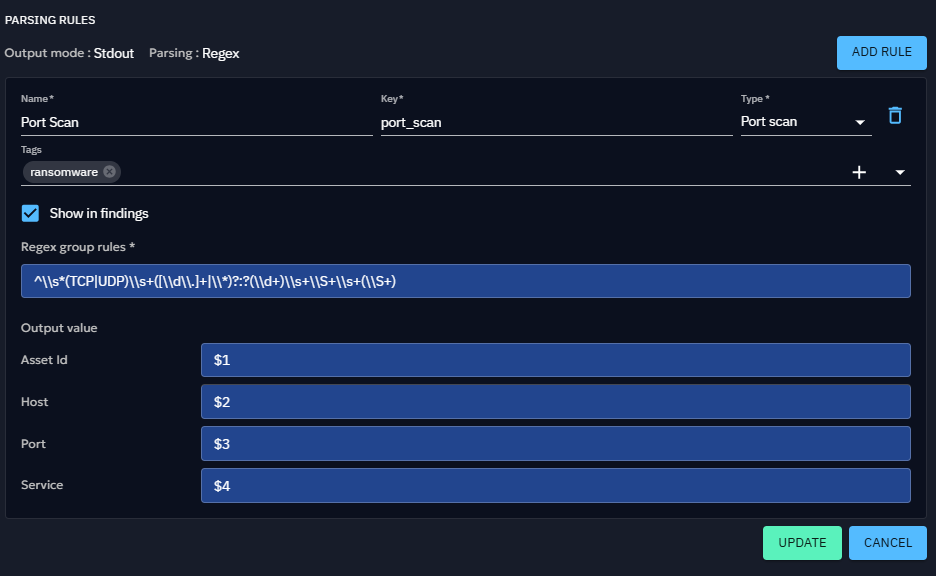 PARSING RULES
Output mode : Stdout Parsing : Regex
ADD RULE
Name* Key* Type *
Port Scan port_scan Port scan
Tags
ransomware
Show in findings
Regex group rules *
^\\s*(TCP|UDP)\\s+([\\d\\.]+|\\*)?:?(\\d+)\\s+\\S+\\s+(\\S+)
Output value
Asset Id $1
Host $2
Port $3
Service $4
UPDATE CANCEL